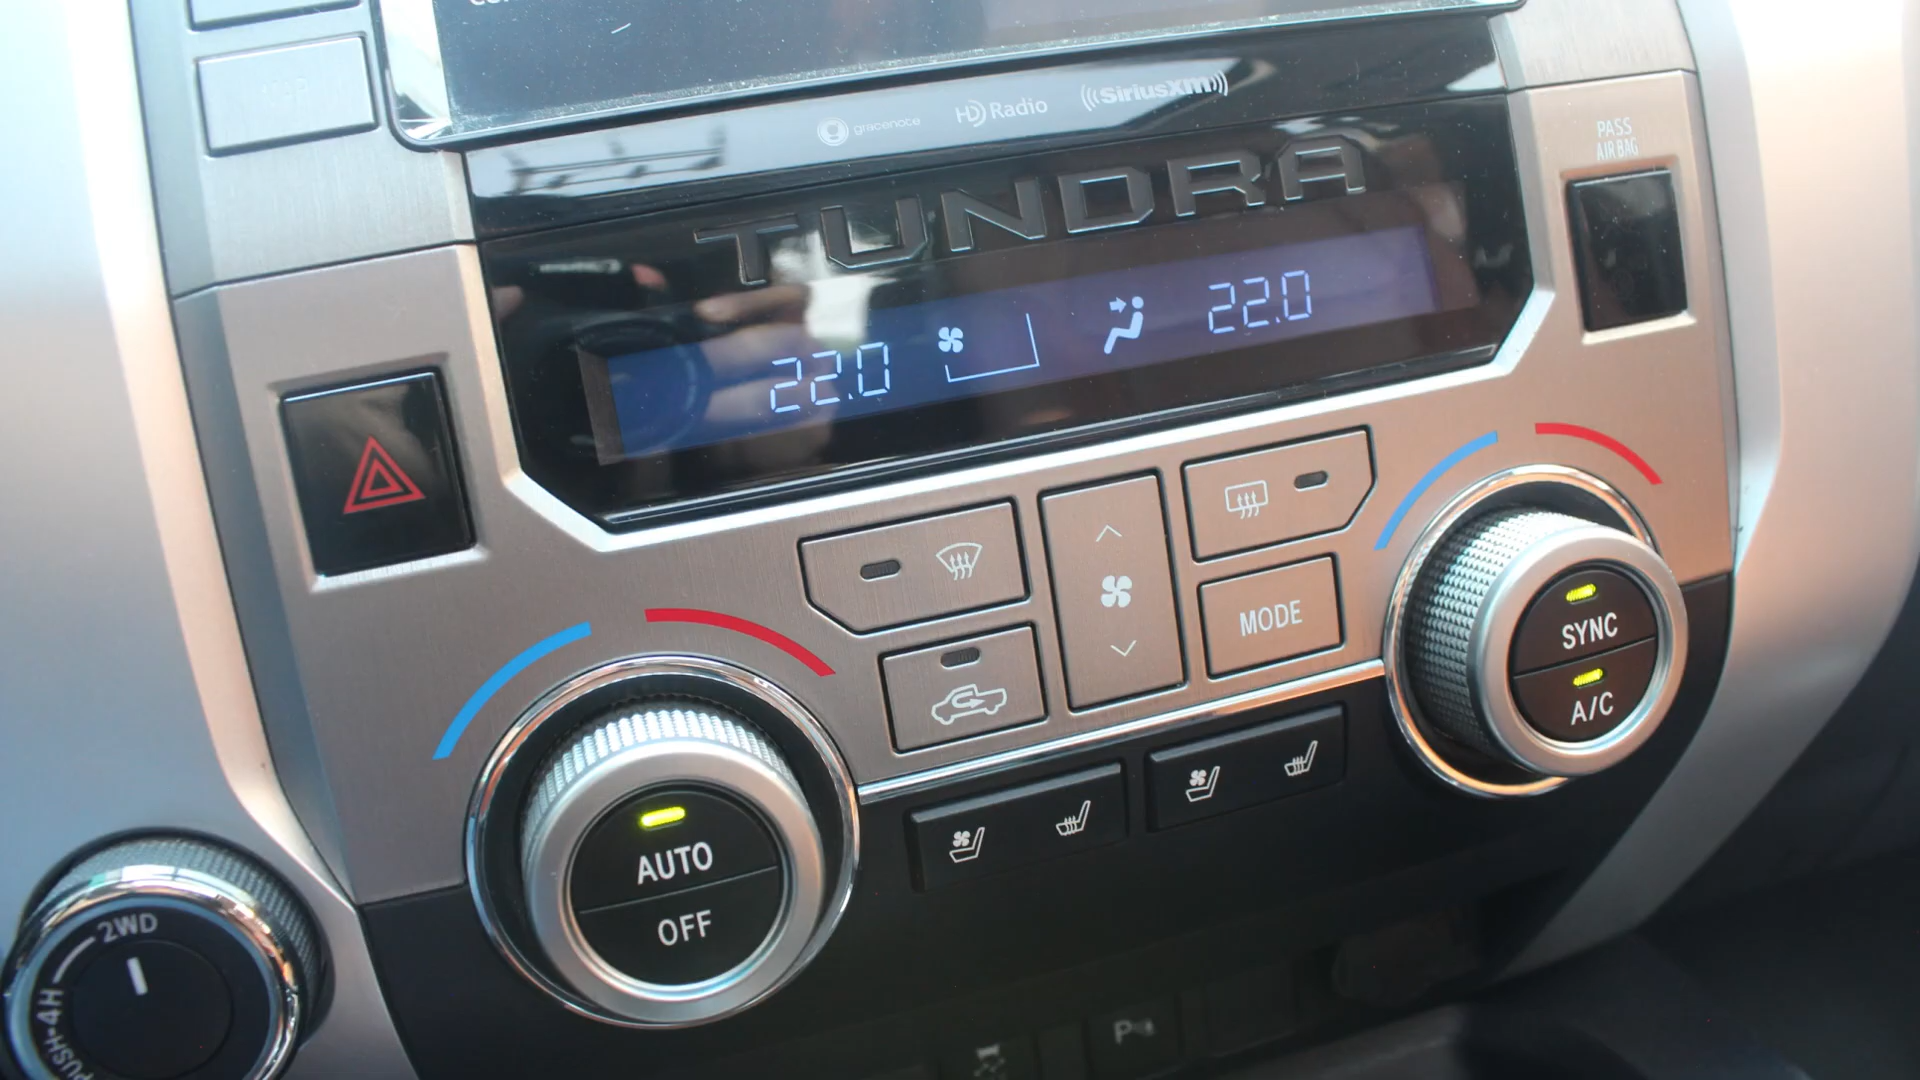 gracenote
HD Radio
SiriusXM
PASS
AIR BAG
TUNDRA
22.0
22.0
MODE
SYNC
A/C
AUTO
OFF
2WD
PUSH-4H
P